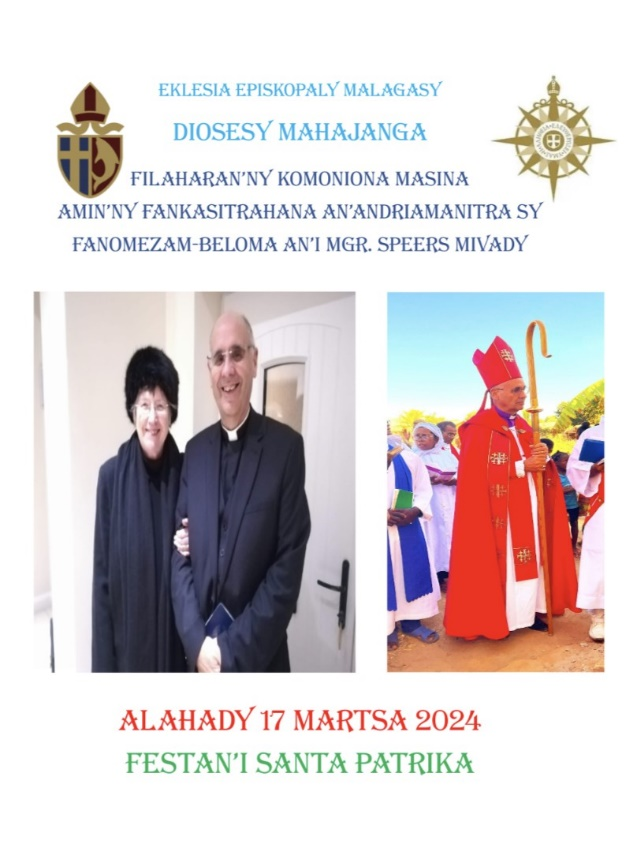 EKLESIA EPISKOPALY MALAGASY
DIOSESY MAHAJANGA
FILAHARAN'NY KOMONIONA MASINA
AMIN'NY FANKASITRAHANA AN'ANDRIAMANITRA SY
FANOMEZAM-BELOMA AN'I MGR. SPEERS MIVADY
ALAHADY 17 MARTSA 2024
FESTAN'I SANTA PATRIKA